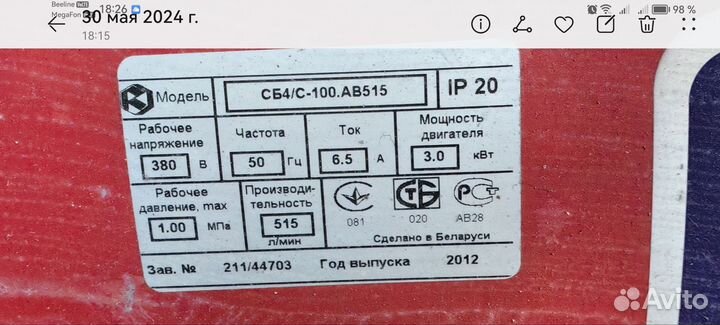 Beeline
MegaFon
18:26
98 %
30 мая 2024 г.
18:15
Модель
СБ4/С-100.АВ515
IP 20
Рабочее напряжение
380 В
Частота
50 Гц
Ток
6.5 А
Мощность двигателя
3.0 кВт
Рабочее давление, max
1.00 МПа
Производи-
тельность
515
л/мин
081
СТБ
020
РСТ
АВ28
Сделано в Беларуси
Зав. № 211/44703 Год выпуска 2012
Avito